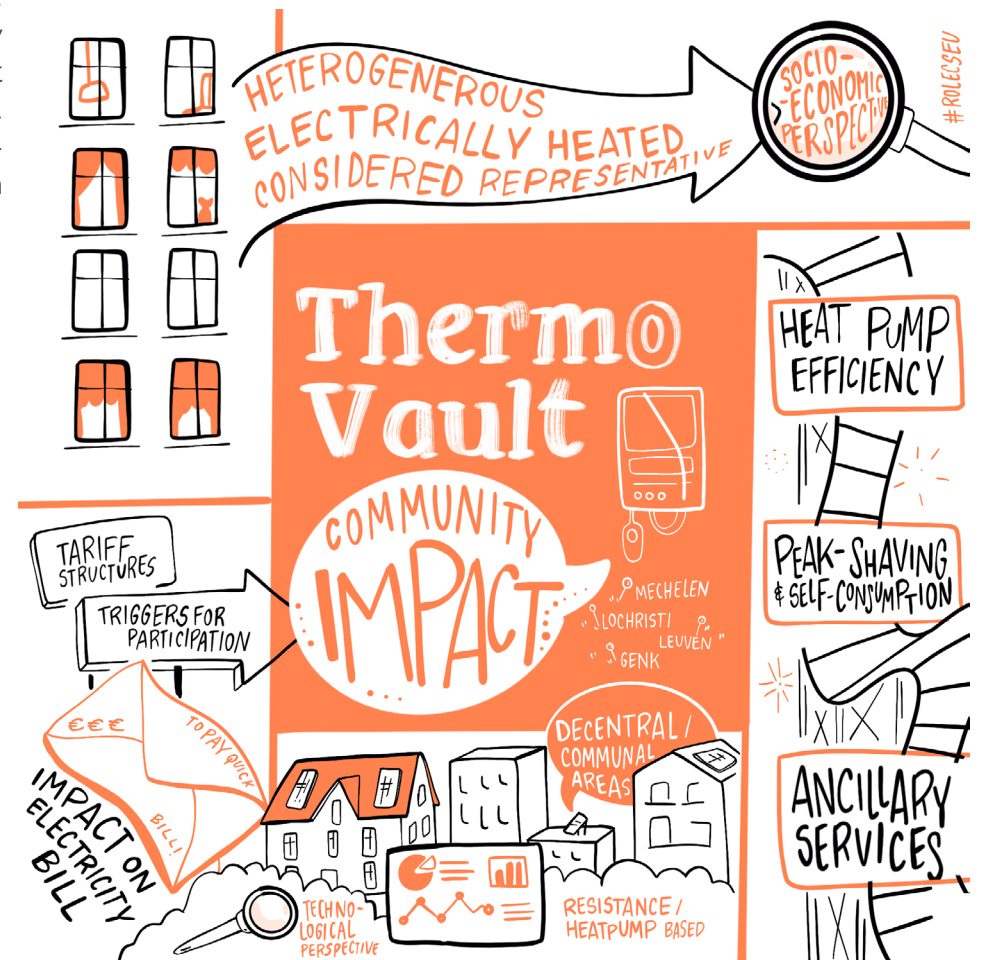 HETEROGENEROUS
ELECTRICALLY HEATED
CONSIDERED REPRESENTATIVE
SOCIO-
-ECONOMIC
PERSPECTIVE
#ROLECSEU
Thermo
Vault
COMMUNITY
IMPACT
MECHELEN
LOCHRISTI
LEUVEN
GENK
HEAT PUMP
EFFICIENCY
PEAK-SHAVING
& SELF-CONSUMPTION
ANCILLARY
SERVICES
TARIFF
STRUCTURES
TRIGGERS FOR
PARTICIPATION
€€€
TO PAY QUICK
BILL!
IMPACT ON
ELECTRICITY
BILL
DECENTRAL/
COMMUNAL
AREAS
TECHNO-
LOGICAL
PERSPECTIVE
RESISTANCE/
HEATPUMP BASED